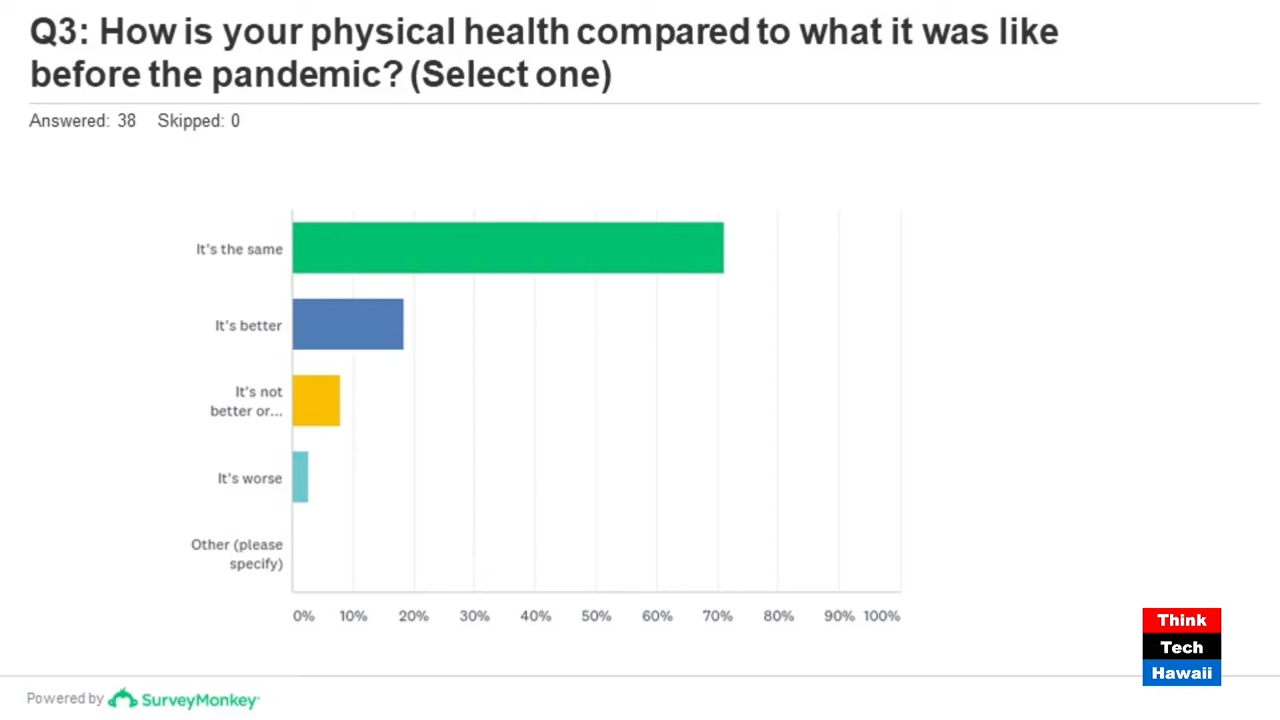 Q3: How is your physical health compared to what it was like
before the pandemic? (Select one)
Answered: 38 Skipped: 0
It's the same
It's better
It's not
better or...
It's worse
Other (please
specify)
0% 10% 20% 30% 40% 50% 60% 70% 80% 90% 100%
Think
Tech
Hawaii
Powered by SurveyMonkey